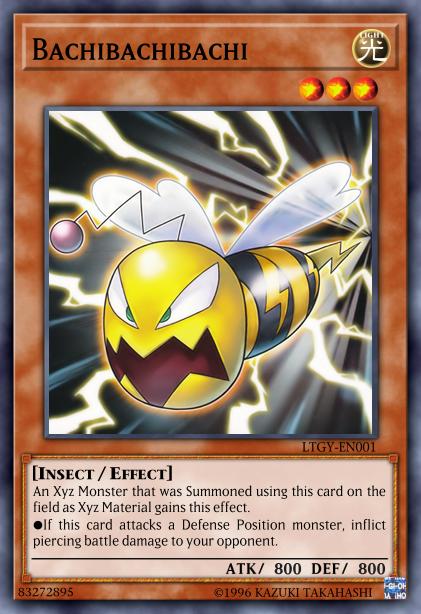 BACHIBACHIBACHI
LIGHT
光
LTGY-EN001
[INSECT / EFFECT]
An Xyz Monster that was Summoned using this card on the
field as Xyz Material gains this effect.
●If this card attacks a Defense Position monster, inflict
piercing battle damage to your opponent.
ATK/ 800 DEF/ 800
83272895
©1996 KAZUKI TAKAHASHI